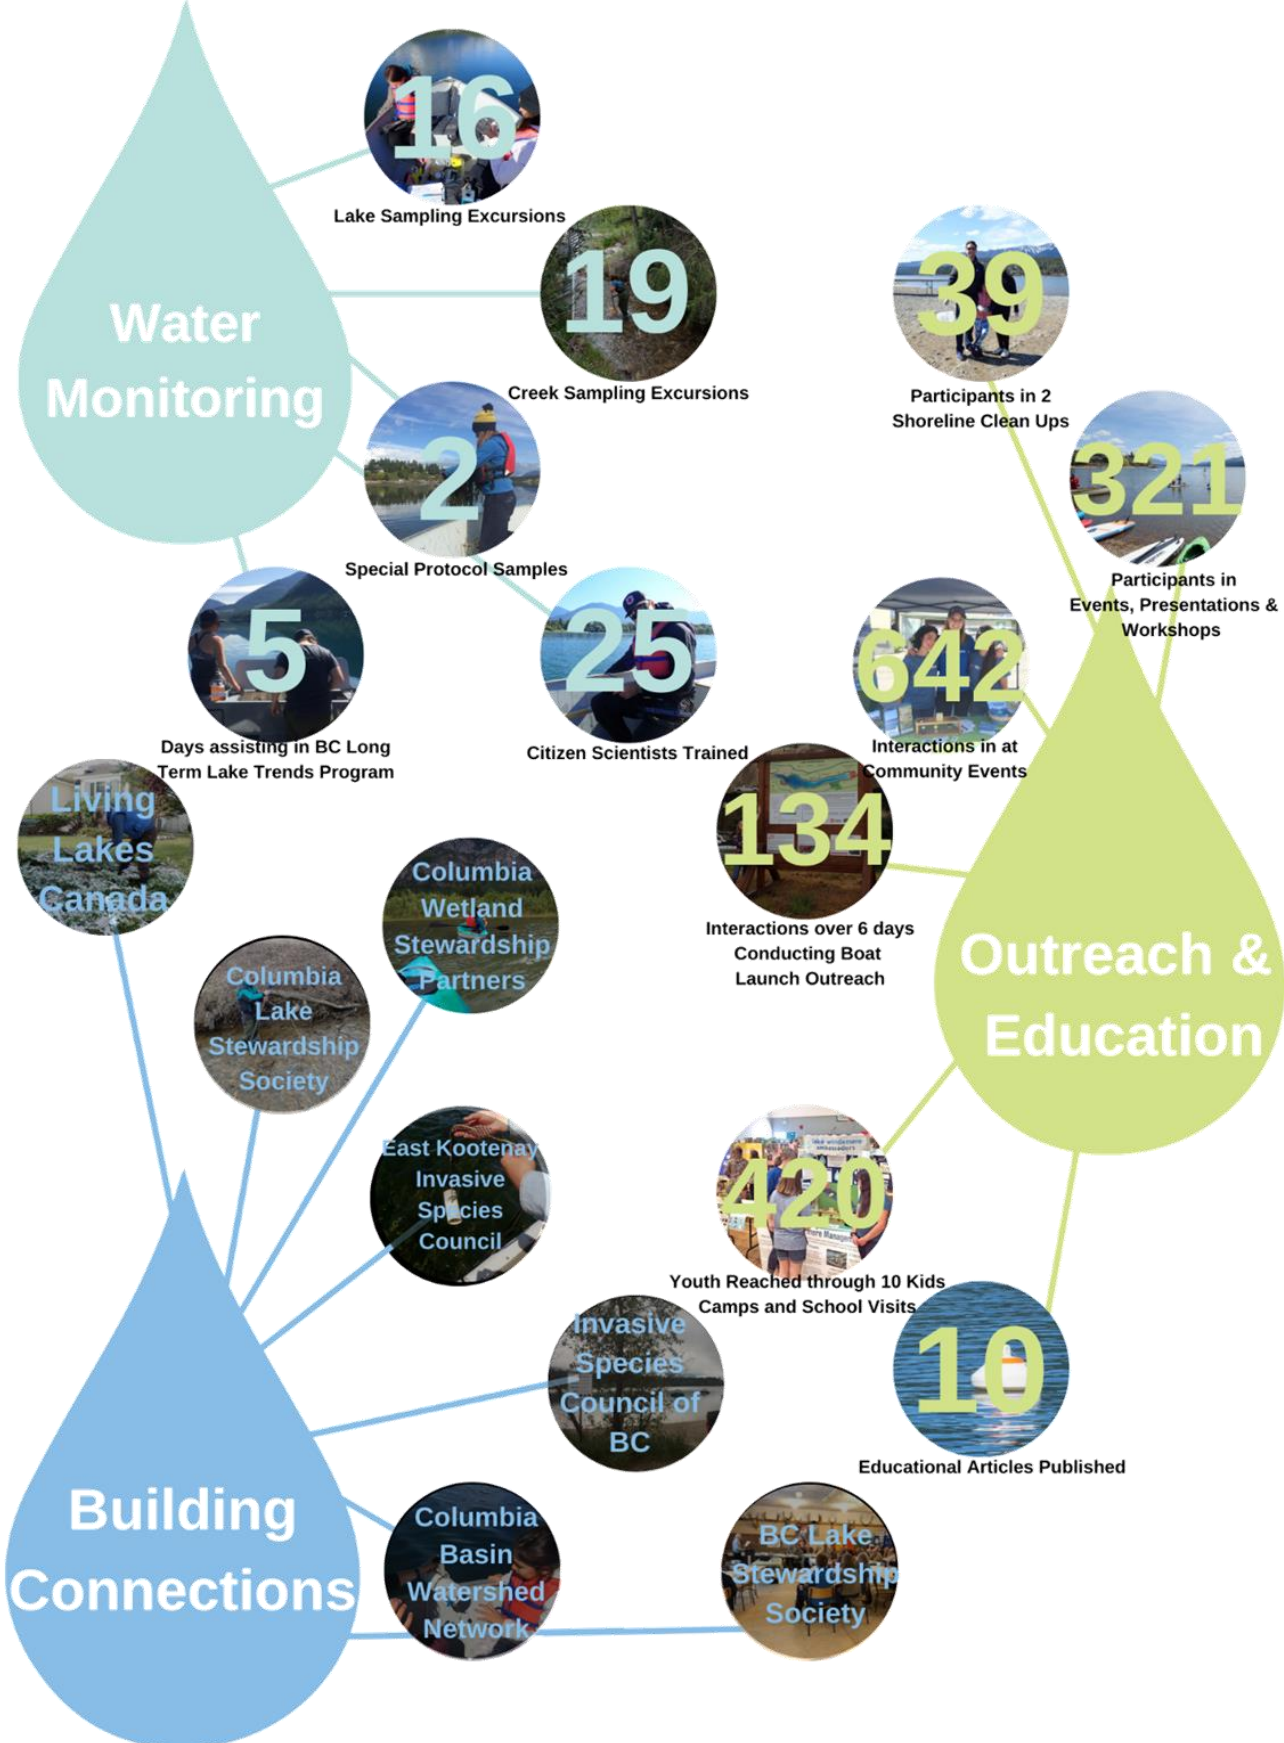 16
Lake Sampling Excursions
19
Creek Sampling Excursions
Water
Monitoring
2
Special Protocol Samples
5
Days assisting in BC Long
Term Lake Trends Program
25
Citizen Scientists Trained
39
Participants in 2
Shoreline Clean Ups
321
Participants in
Events, Presentations &
Workshops
642
Interactions in at
Community Events
134
Interactions over 6 days
Conducting Boat
Launch Outreach
Outreach &
Education
420
Youth Reached through 10 Kids
Camps and School Visits
10
Educational Articles Published
Living
Lakes
Canada
Columbia
Lake
Stewardship
Society
Columbia
Wetland
Stewardship
Partners
East Kootenay
Invasive
Species
Council
Invasive
Species
Council of
BC
Building
Connections
Columbia
Basin
Watershed
Network
BC Lake
Stewardship
Society